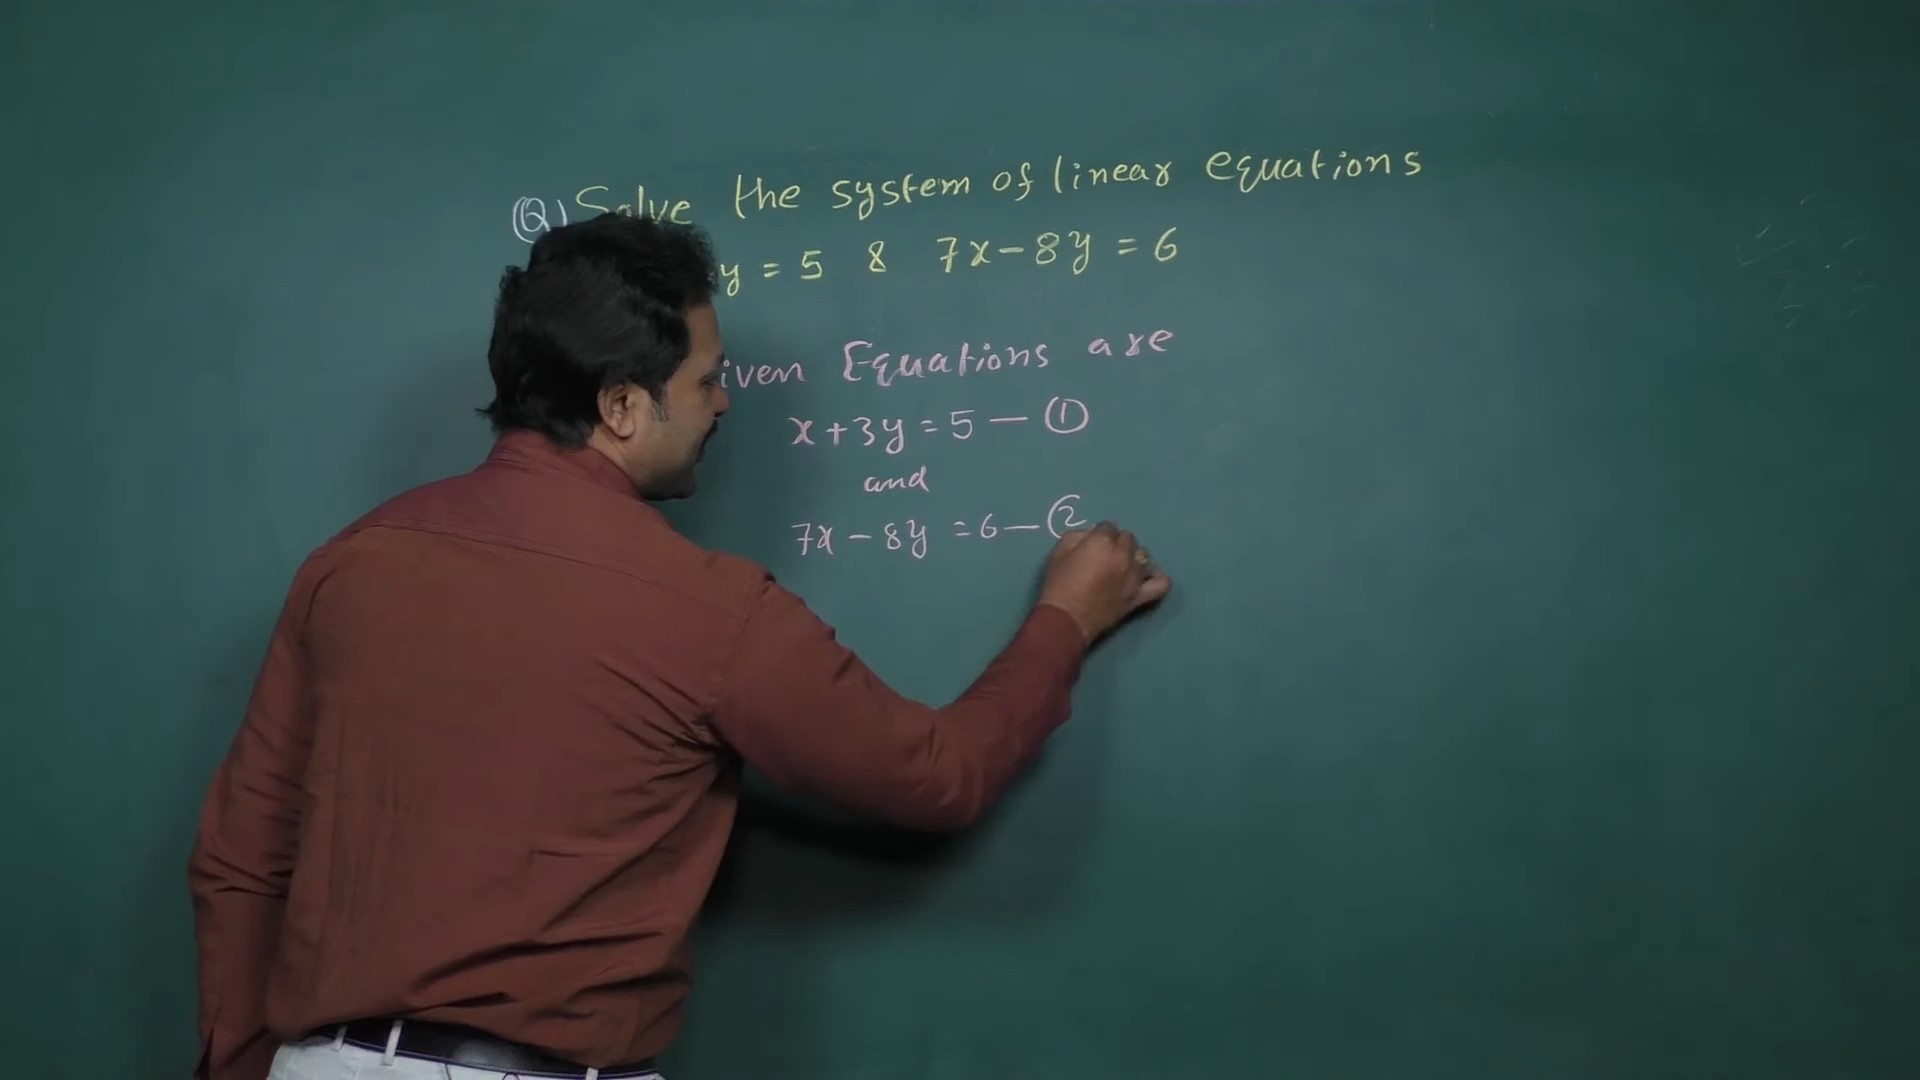 Q) Solve the system of linear equations
y = 5 & 7x - 8y = 6
iven Equations are
x + 3y = 5 — ①
and
7x - 8y = 6 — ②